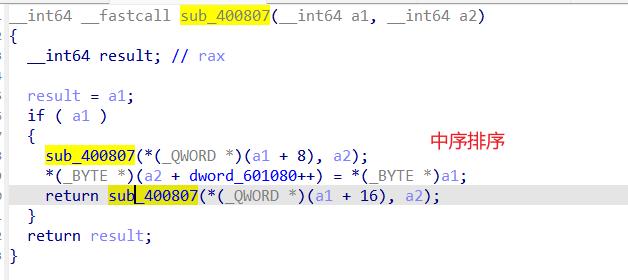 __int64 __fastcall sub_400807(__int64 a1, __int64 a2)
{
__int64 result; // rax
result = a1;
if ( a1 )
{
中序排序
sub_400807(*(_QWORD *)(a1 + 8), a2);
*(_BYTE *)(a2 + dword_601080++) = *(_BYTE *)a1;
return sub_400807(*(_QWORD *)(a1 + 16), a2);
}
return result;
}